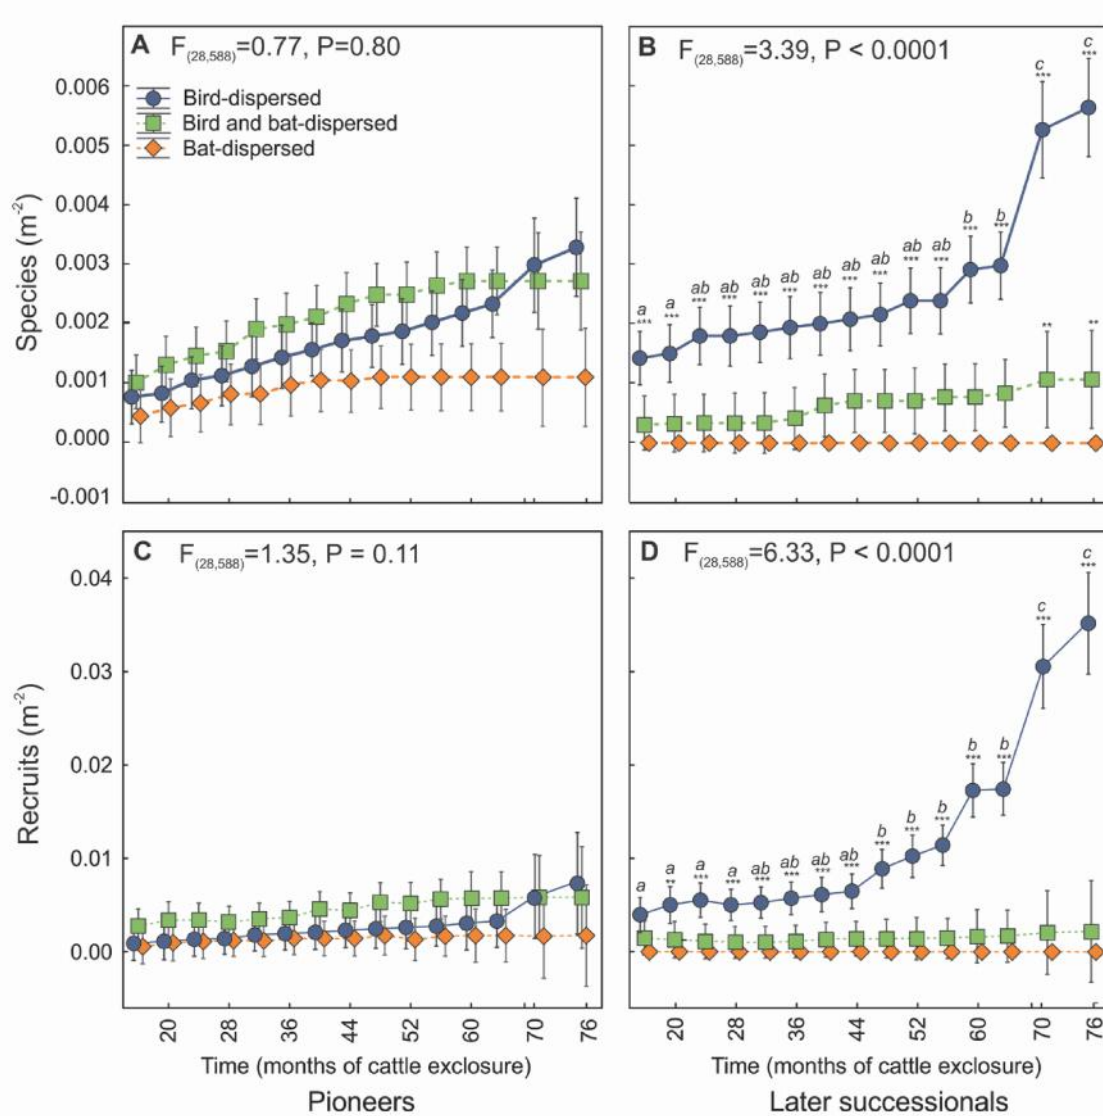 A F(28,588)=0.77, P=0.80
Bird-dispersed
Bird and bat-dispersed
Bat-dispersed
Species (m-2)
0.006
0.005
0.004
0.003
0.002
0.001
0.000
-0.001
B F(28,588)=3.39, P < 0.0001
a *** a *** ab *** ab *** ab *** ab *** ab *** ab *** ab *** ab *** ab *** b *** b *** c *** c ***
** **
C F(28,588)=1.35, P = 0.11
Recruits (m-2)
0.04
0.03
0.02
0.01
0.00
20 28 36 44 52 60 70 76
Time (months of cattle exclosure)
Pioneers
D F(28,588)=6.33, P < 0.0001
a a ** a *** a *** ab *** ab *** ab *** ab *** b *** b *** b *** b *** b *** c *** c ***
20 28 36 44 52 60 70 76
Time (months of cattle exclosure)
Later successionals